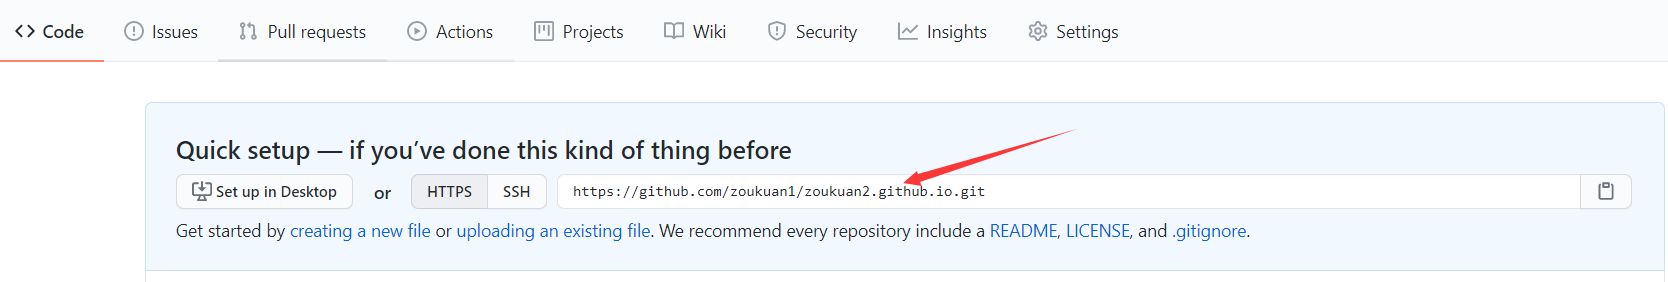 Code Issues Pull requests Actions Projects Wiki Security Insights Settings
Quick setup — if you’ve done this kind of thing before
Set up in Desktop or HTTPS SSH https://github.com/zoukuan1/zoukuan2.github.io.git
Get started by creating a new file or uploading an existing file. We recommend every repository include a README, LICENSE, and .gitignore.